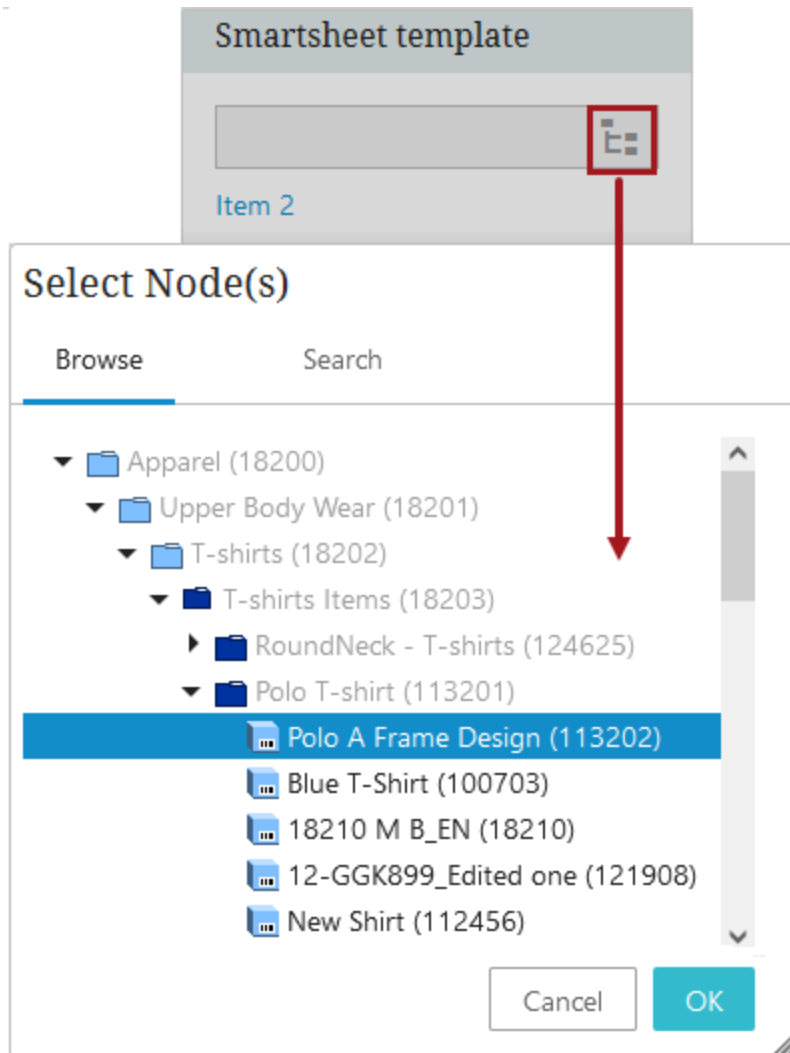 Smartsheet template
Item 2
Select Node(s)
Browse Search
Apparel (18200)
Upper Body Wear (18201)
T-shirts (18202)
T-shirts Items (18203)
RoundNeck - T-shirts (124625)
Polo T-shirt (113201)
Polo A Frame Design (113202)
Blue T-Shirt (100703)
18210 M B_EN (18210)
12-GGK899_Edited one (121908)
New Shirt (112456)
Cancel OK